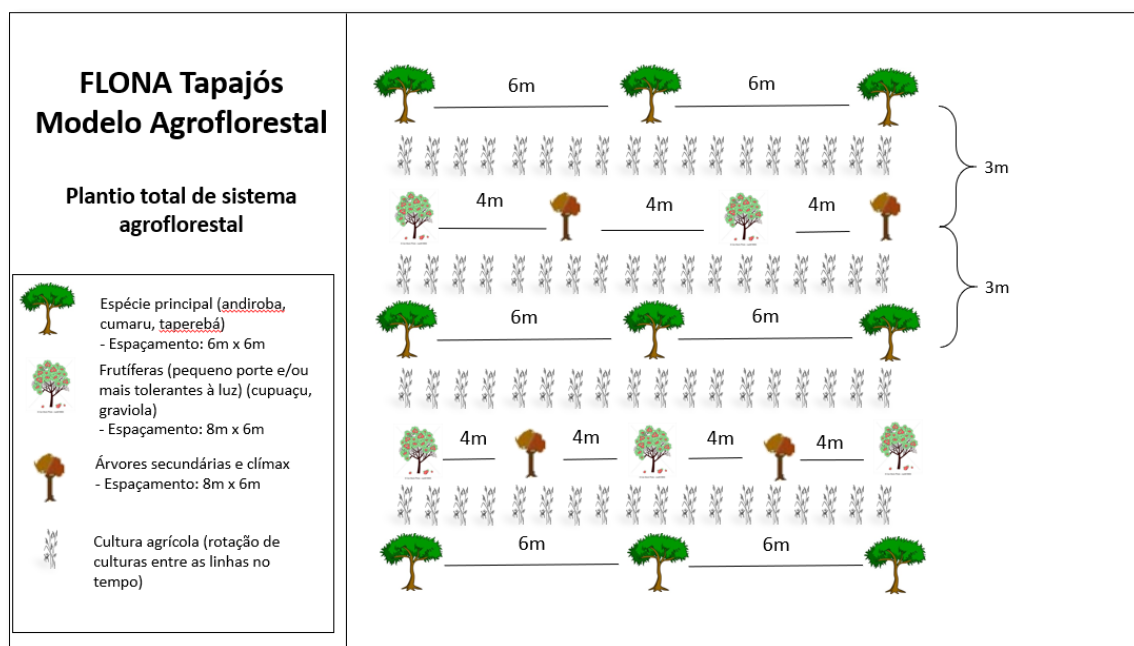 FLONA Tapajós
Modelo Agroflorestal
Plantio total de sistema
agroflorestal
Espécie principal (andiroba,
cumaru, taperebá)
- Espaçamento: 6m x 6m
Frutíferas (pequeno porte e/ou
mais tolerantes à luz) (cupuaçu,
graviola)
- Espaçamento: 8m x 6m
Árvores secundárias e clímax
- Espaçamento: 8m x 6m
Cultura agrícola (rotação de
culturas entre as linhas no
tempo)
6m 6m
3m
4m 4m 4m
3m
6m 6m
4m 4m 4m 4m
6m 6m